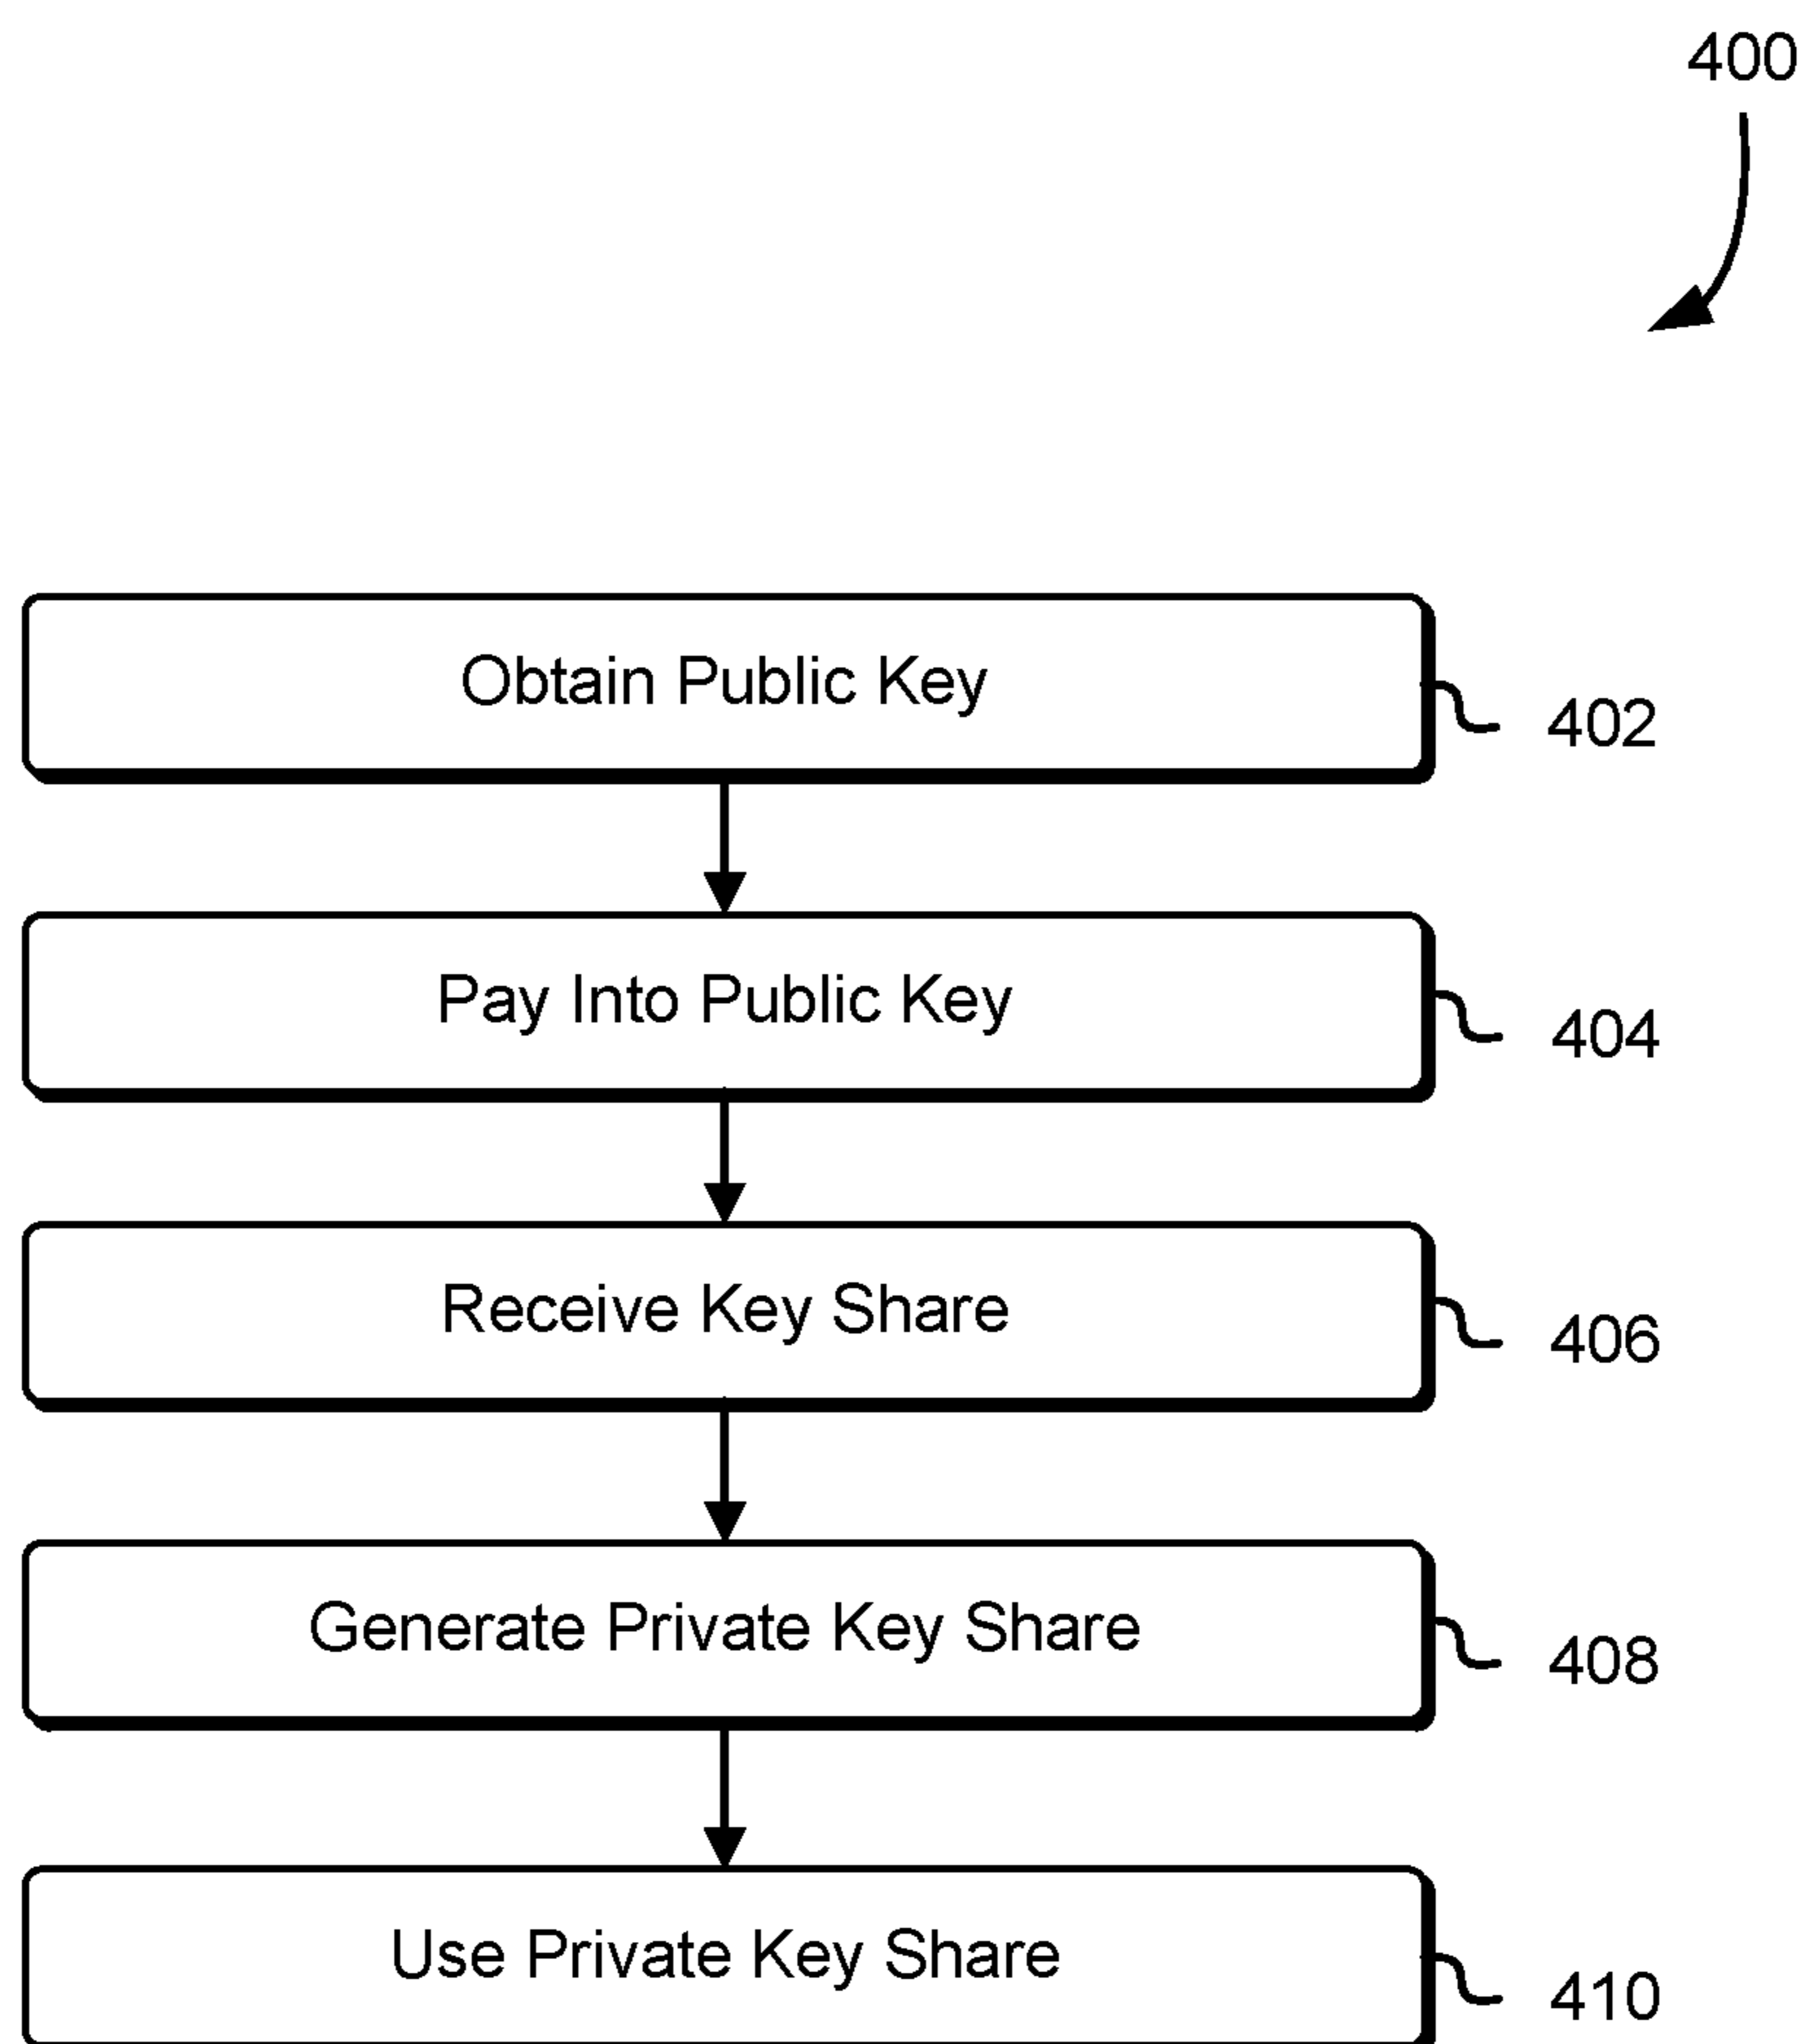 400
Obtain Public Key
402
Pay Into Public Key
404
Receive Key Share
406
Generate Private Key Share
408
Use Private Key Share
410